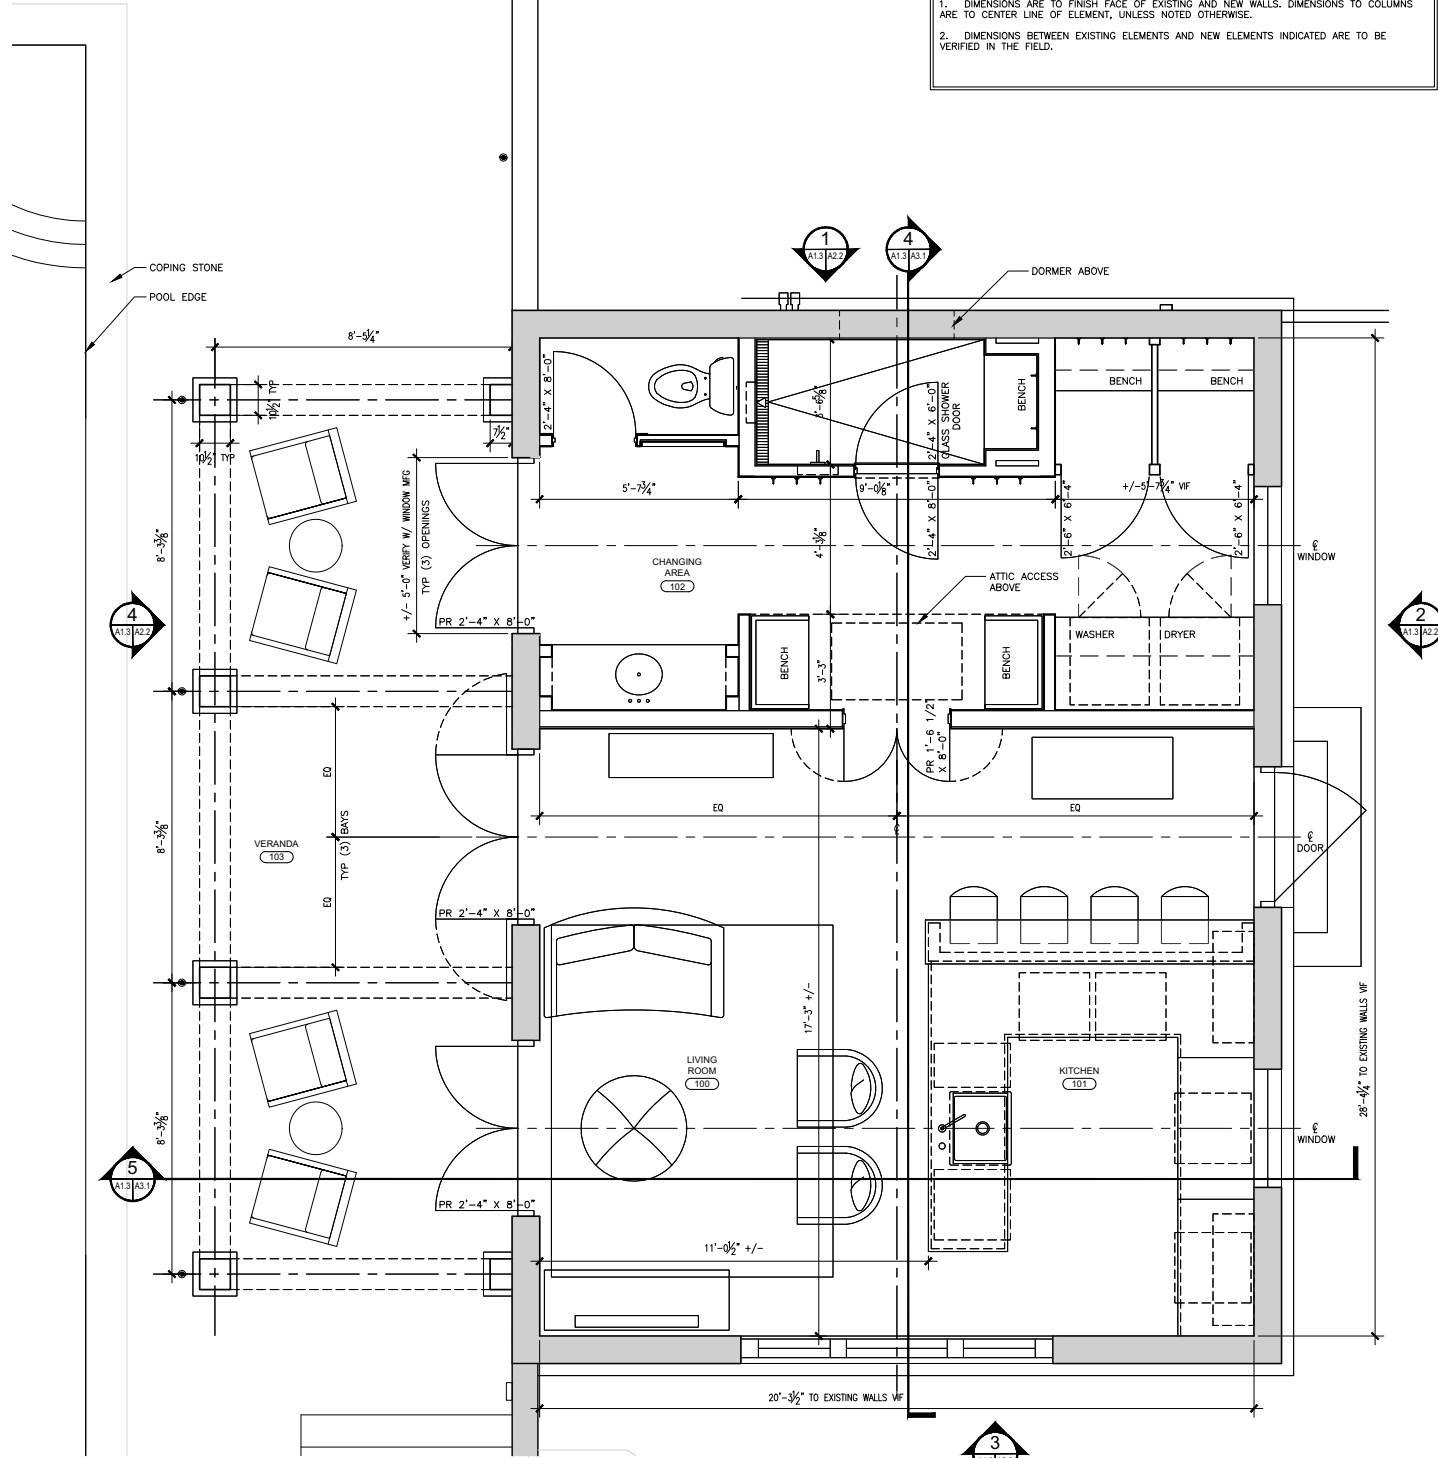 1. DIMENSIONS ARE TO FINISH FACE OF EXISTING AND NEW WALLS. DIMENSIONS TO COLUMNS
ARE TO CENTER LINE OF ELEMENT, UNLESS NOTED OTHERWISE.
2. DIMENSIONS BETWEEN EXISTING ELEMENTS AND NEW ELEMENTS INDICATED ARE TO BE
VERIFIED IN THE FIELD.
1
A1.3 A2.2
4
A1.3 A3.1
COPING STONE
DORMER ABOVE
POOL EDGE
8'-5¼"
2'-4" X 8'-0"
10½" TYP
10½" TYP
7½"
BENCH
BENCH
BENCH
2'-4" X 6'-0"
GLASS SHOWER
DOOR
5'-7¾"
9'-0⅛"
+/-5'-7¾" VIF
+/- 5'-0" VERIFY W/ WINDOW MFG
TYP (3) OPENINGS
8'-3⅜"
4'-3⅛"
2'-4" X 8'-0"
2'-6" X 6'-4"
2'-6" X 6'-4"
℄
WINDOW
CHANGING
AREA
102
ATTIC ACCESS
ABOVE
4
A1.3 A2.2
PR 2'-4" X 8'-0"
WASHER
DRYER
2
A1.3 A2.2
BENCH
3'-3"
BENCH
PR 1'-6 1/2"
X 8'-0"
EQ
EQ
EQ
TYP (3) BAYS
EQ
8'-3⅜"
VERANDA
103
℄
℄
DOOR
PR 2'-4" X 8'-0"
17'-3" +/-
28'-4¼" TO EXISTING WALLS VIF
LIVING
ROOM
100
KITCHEN
101
8'-3⅜"
℄
WINDOW
5
A1.3 A3.1
PR 2'-4" X 8'-0"
11'-0½" +/-
20'-3½" TO EXISTING WALLS VIF
3